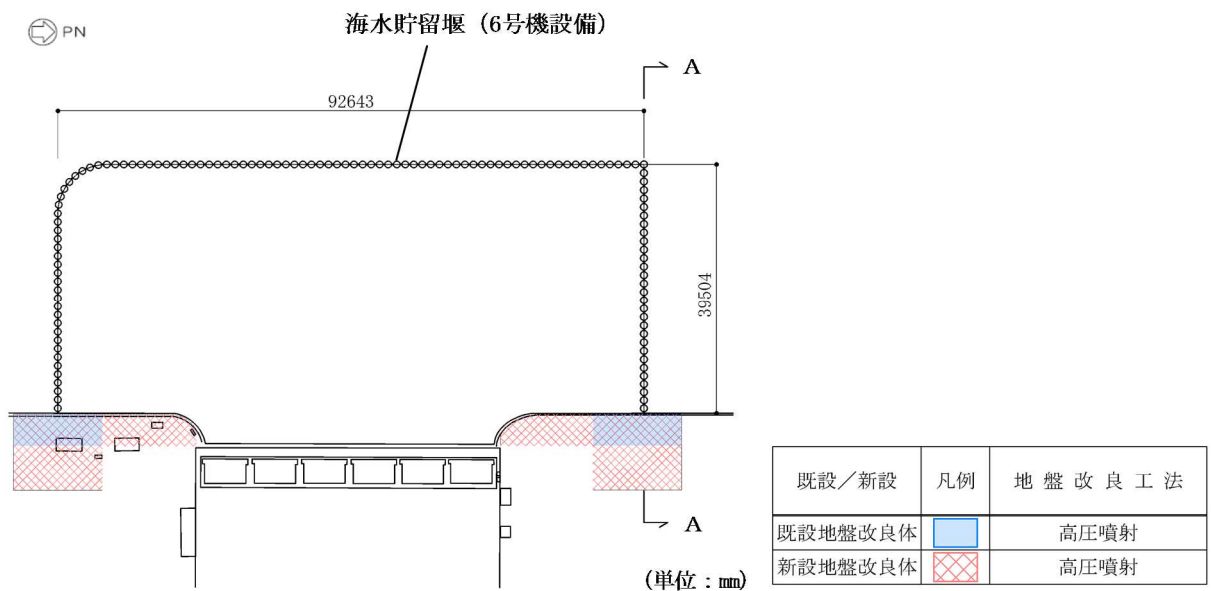 海水貯留堰（6号機設備）
PN
A
92643
39504
A
(単位：㎜)
既設／新設 凡例 地盤改良工法
既設地盤改良体 高圧噴射
新設地盤改良体 高圧噴射